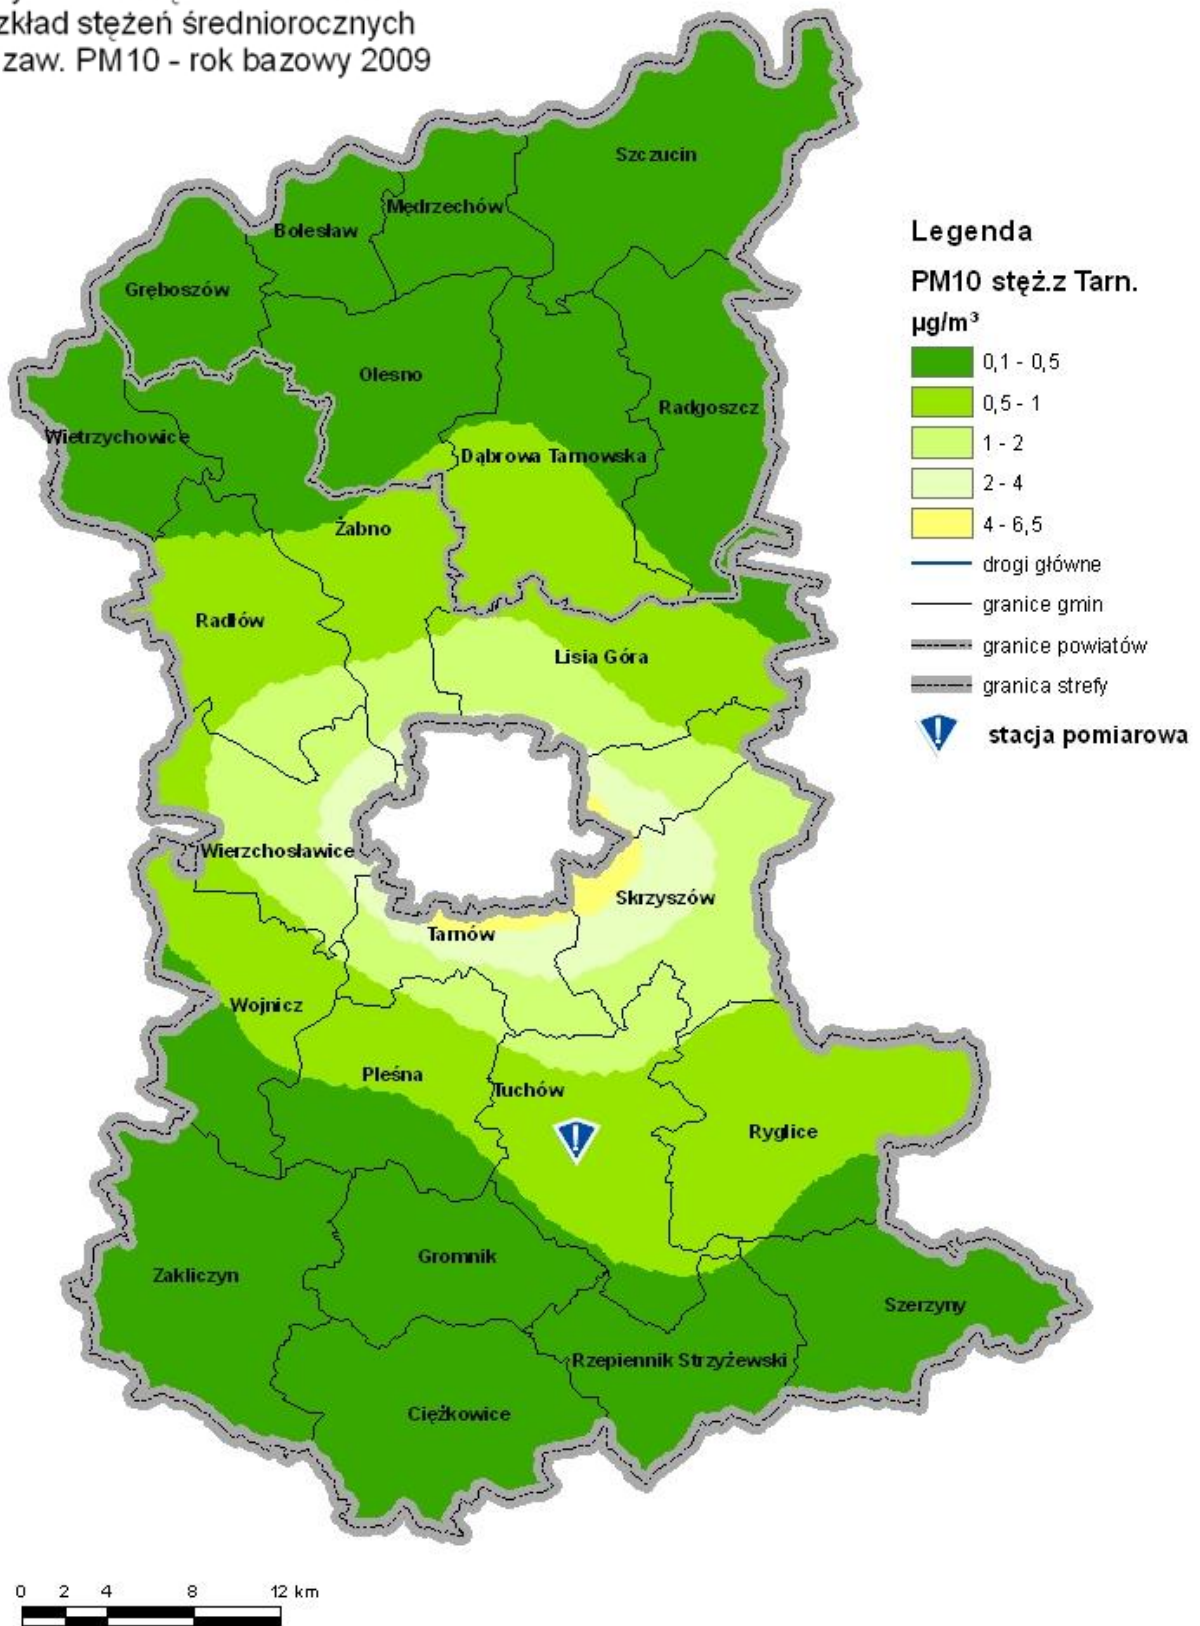 zkład stężeń średniorocznych
zaw. PM10 - rok bazowy 2009
Szczucin
Mędrzechów
Bolesław
Gręboszów
Olesno
Radgoszcz
Wietrzychowice
Dąbrowa Tarnowska
Żabno
Radłów
Lisia Góra
Wierzchosławice
Skrzyszów
Tarnów
Wojnicz
Pleśna
Tuchów
Ryglice
Gromnik
Zakliczyn
Szerzyny
Rzepiennik Strzyżewski
Ciężkowice
Legenda
PM10 stęż.z Tarn.
µg/m³
0,1 - 0,5
0,5 - 1
1 - 2
2 - 4
4 - 6,5
drogi główne
granice gmin
granice powiatów
granica strefy
stacja pomiarowa
0 2 4 8 12 km